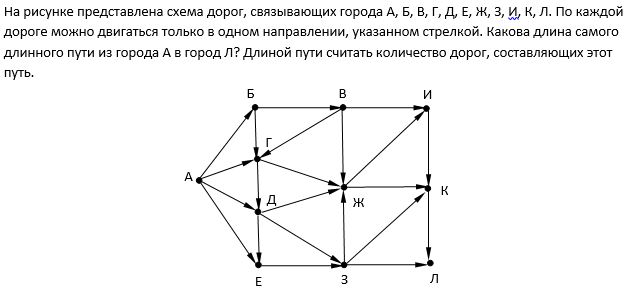 На рисунке представлена схема дорог, связывающих города А, Б, В, Г, Д, Е, Ж, З, И, К, Л. По каждой
дороге можно двигаться только в одном направлении, указанном стрелкой. Какова длина самого
длинного пути из города А в город Л? Длиной пути считать количество дорог, составляющих этот
путь.
Б В И
Г
А
Д Ж К
Е З Л